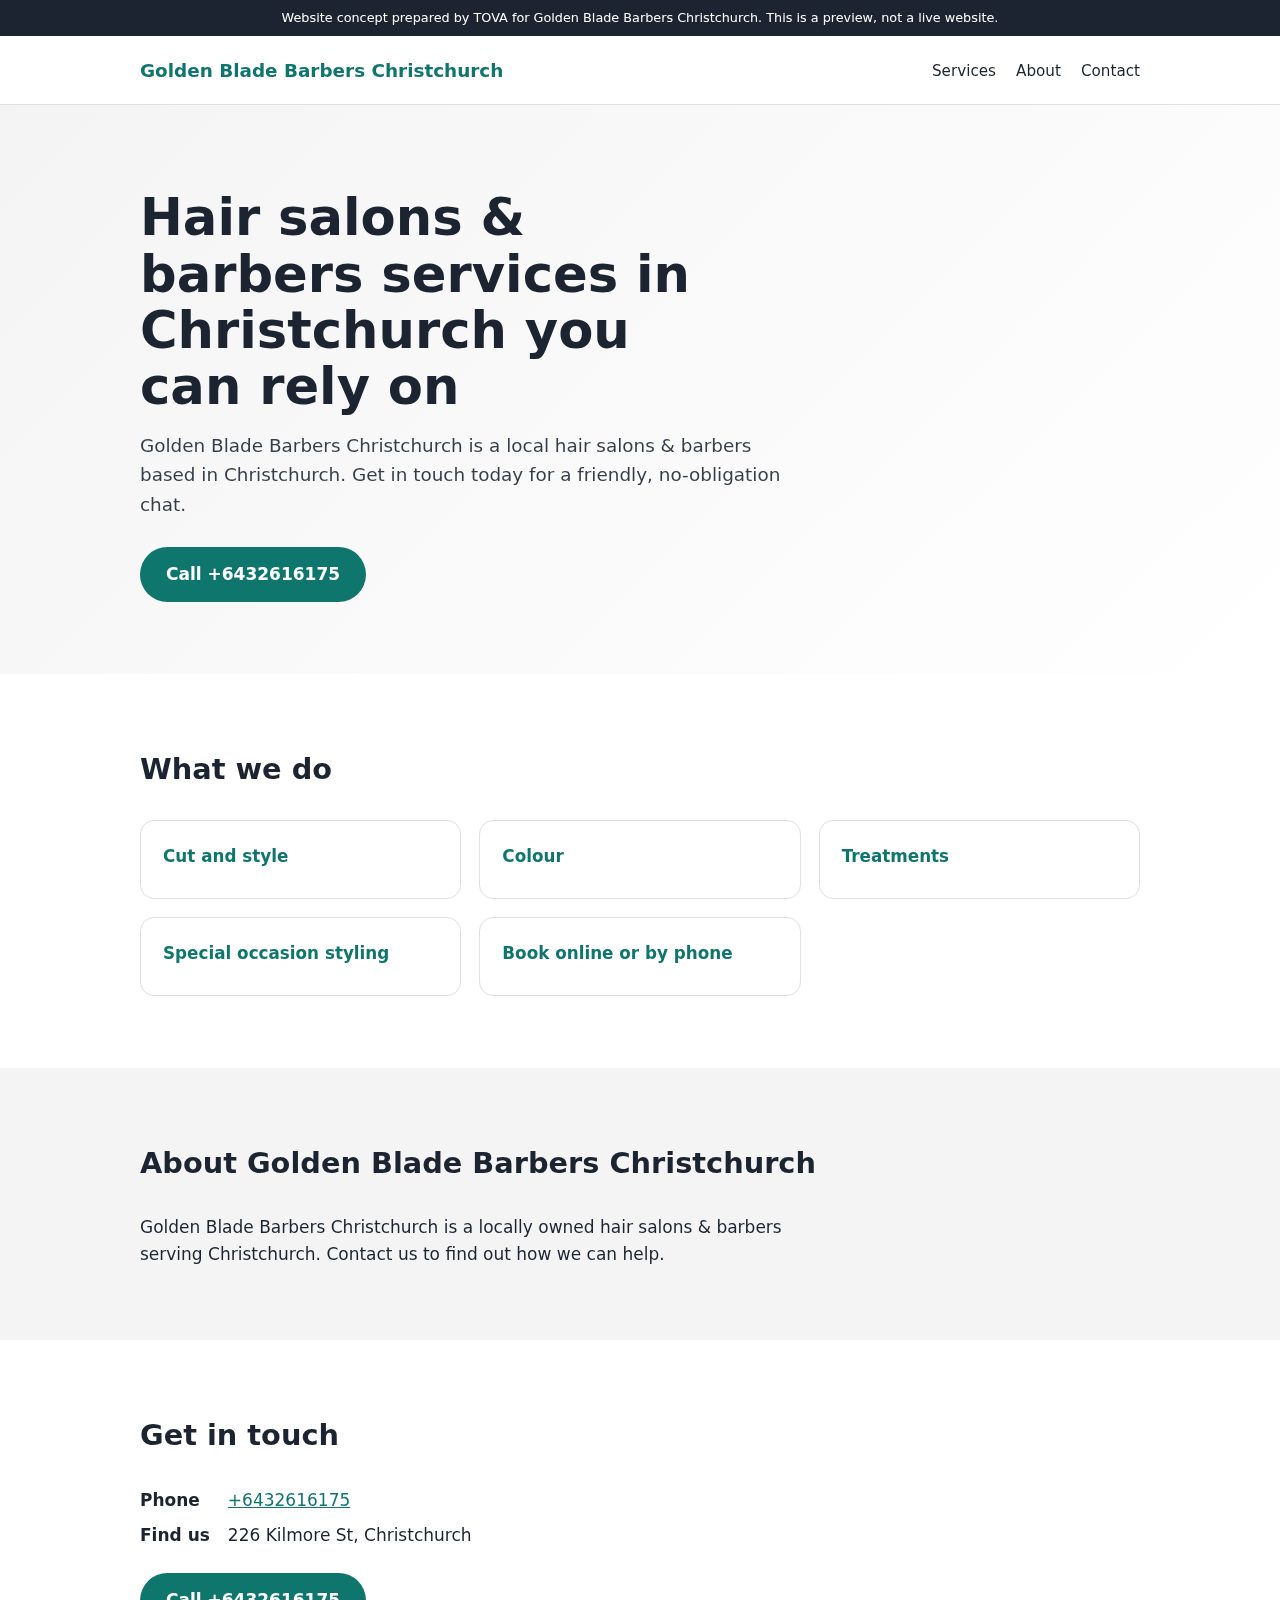 Website concept prepared by TOVA for Golden Blade Barbers Christchurch. This is a preview, not a live website.
Golden Blade Barbers Christchurch
Services
About
Contact
Hair salons &
barbers services in
Christchurch you
can rely on
Golden Blade Barbers Christchurch is a local hair salons & barbers
based in Christchurch. Get in touch today for a friendly, no-obligation
chat.
Call +6432616175
What we do
Cut and style
Colour
Treatments
Special occasion styling
Book online or by phone
About Golden Blade Barbers Christchurch
Golden Blade Barbers Christchurch is a locally owned hair salons & barbers
serving Christchurch. Contact us to find out how we can help.
Get in touch
Phone +6432616175
Find us 226 Kilmore St, Christchurch
Call +6432616175